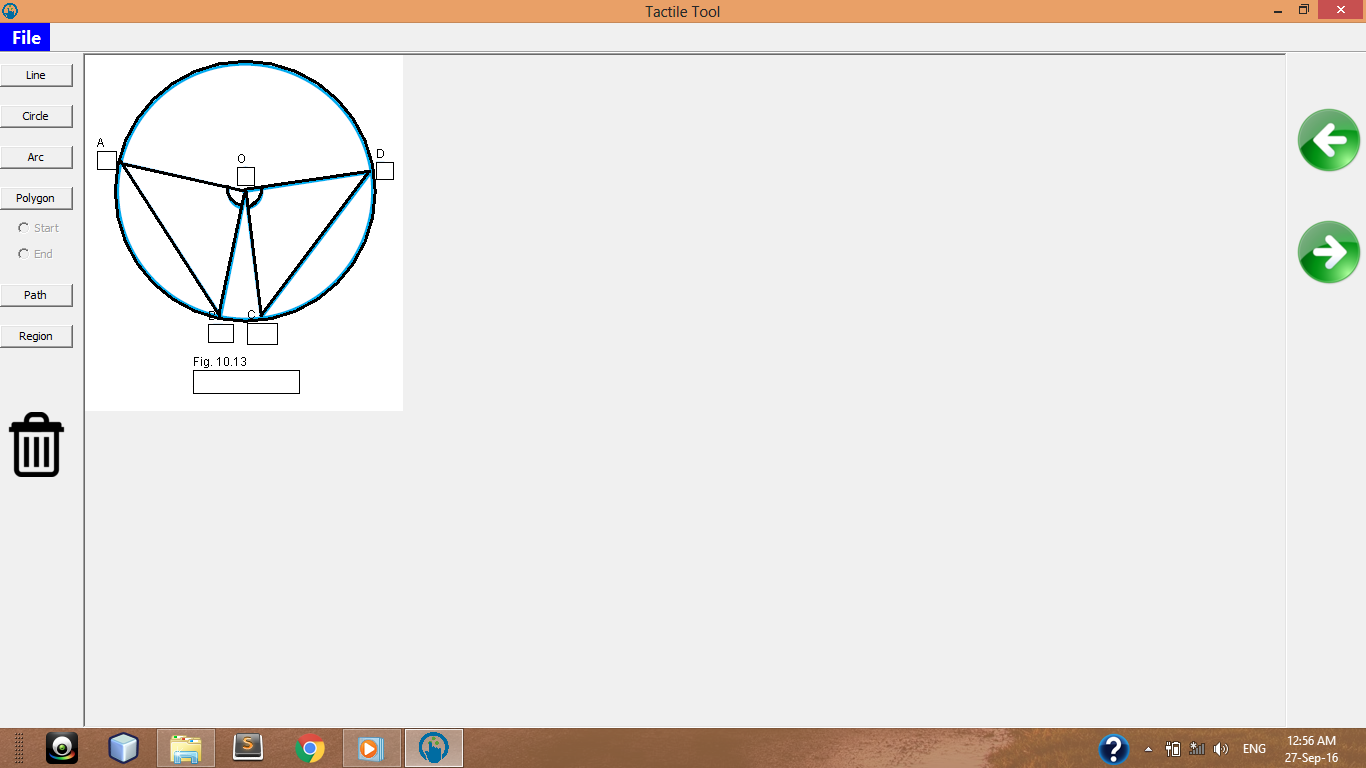 Tactile Tool
File
Line
Circle
Arc
Polygon
Start
End
Path
Region
A
O
D
B
C
Fig. 10.13
S
?
ENG
12:56 AM
27-Sep-16